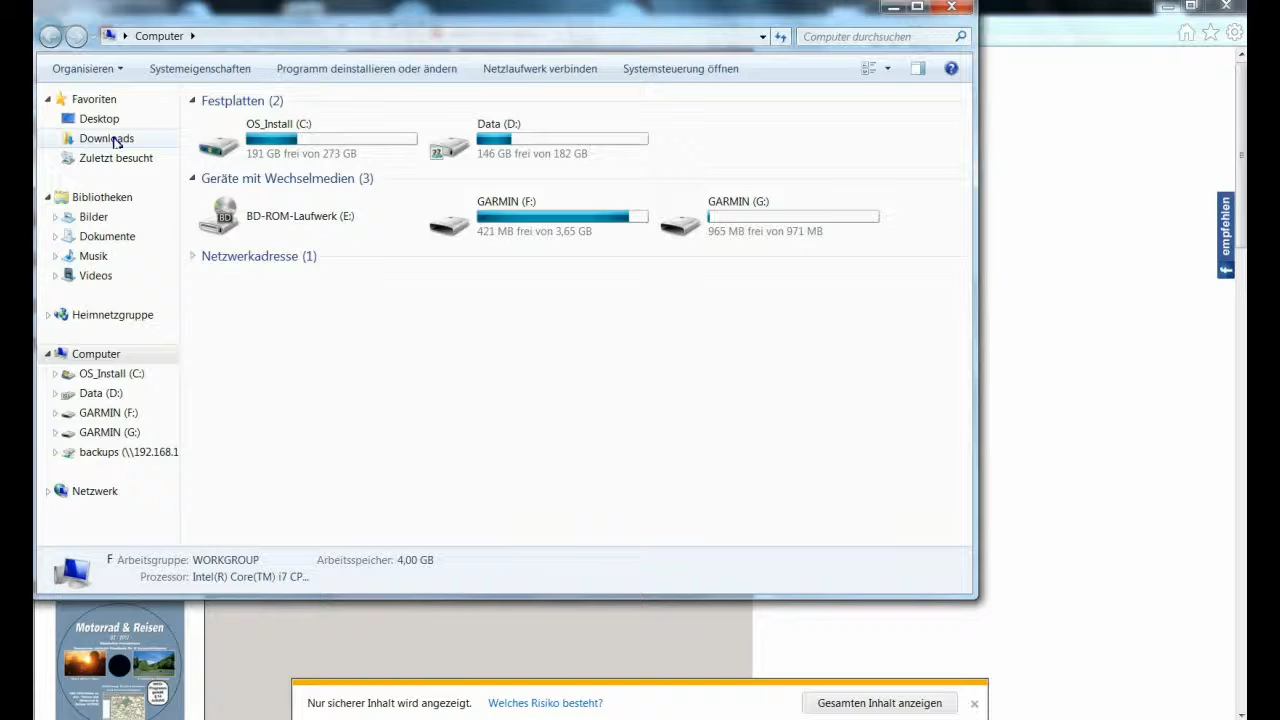 Computer
Computer durchsuchen
Organisieren
Systemeigenschaften
Programm deinstallieren oder ändern
Netzlaufwerk verbinden
Systemsteuerung öffnen
Favoriten
Desktop
Downloads
Zuletzt besucht
Bibliotheken
Bilder
Dokumente
Musik
Videos
Heimnetzgruppe
Computer
OS_Install (C:)
Data (D:)
GARMIN (F:)
GARMIN (G:)
backups (\\192.168.1
Netzwerk
Festplatten (2)
OS_Install (C:)
191 GB frei von 273 GB
Data (D:)
146 GB frei von 182 GB
Geräte mit Wechselmedien (3)
BD
BD-ROM-Laufwerk (E:)
GARMIN (F:)
421 MB frei von 3,65 GB
GARMIN (G:)
965 MB frei von 971 MB
Netzwerkadresse (1)
F Arbeitsgruppe: WORKGROUP
Arbeitsspeicher: 4,00 GB
Prozessor: Intel(R) Core(TM) i7 CP...
empfehlen
f
Motorrad & Reisen
Nur sicherer Inhalt wird angezeigt.
Welches Risiko besteht?
Gesamten Inhalt anzeigen